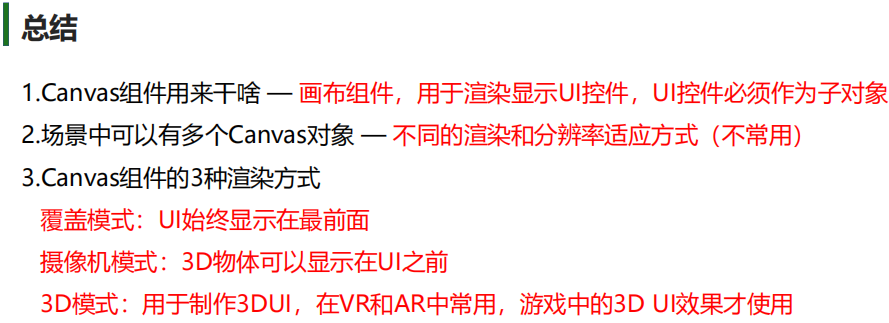 总结
1.Canvas组件用来干啥 — 画布组件，用于渲染显示UI控件，UI控件必须作为子对象
2.场景中可以有多个Canvas对象 — 不同的渲染和分辨率适应方式（不常用）
3.Canvas组件的3种渲染方式
覆盖模式：UI始终显示在最前面
摄像机模式：3D物体可以显示在UI之前
3D模式：用于制作3DUI，在VR和AR中常用，游戏中的3D UI效果才使用